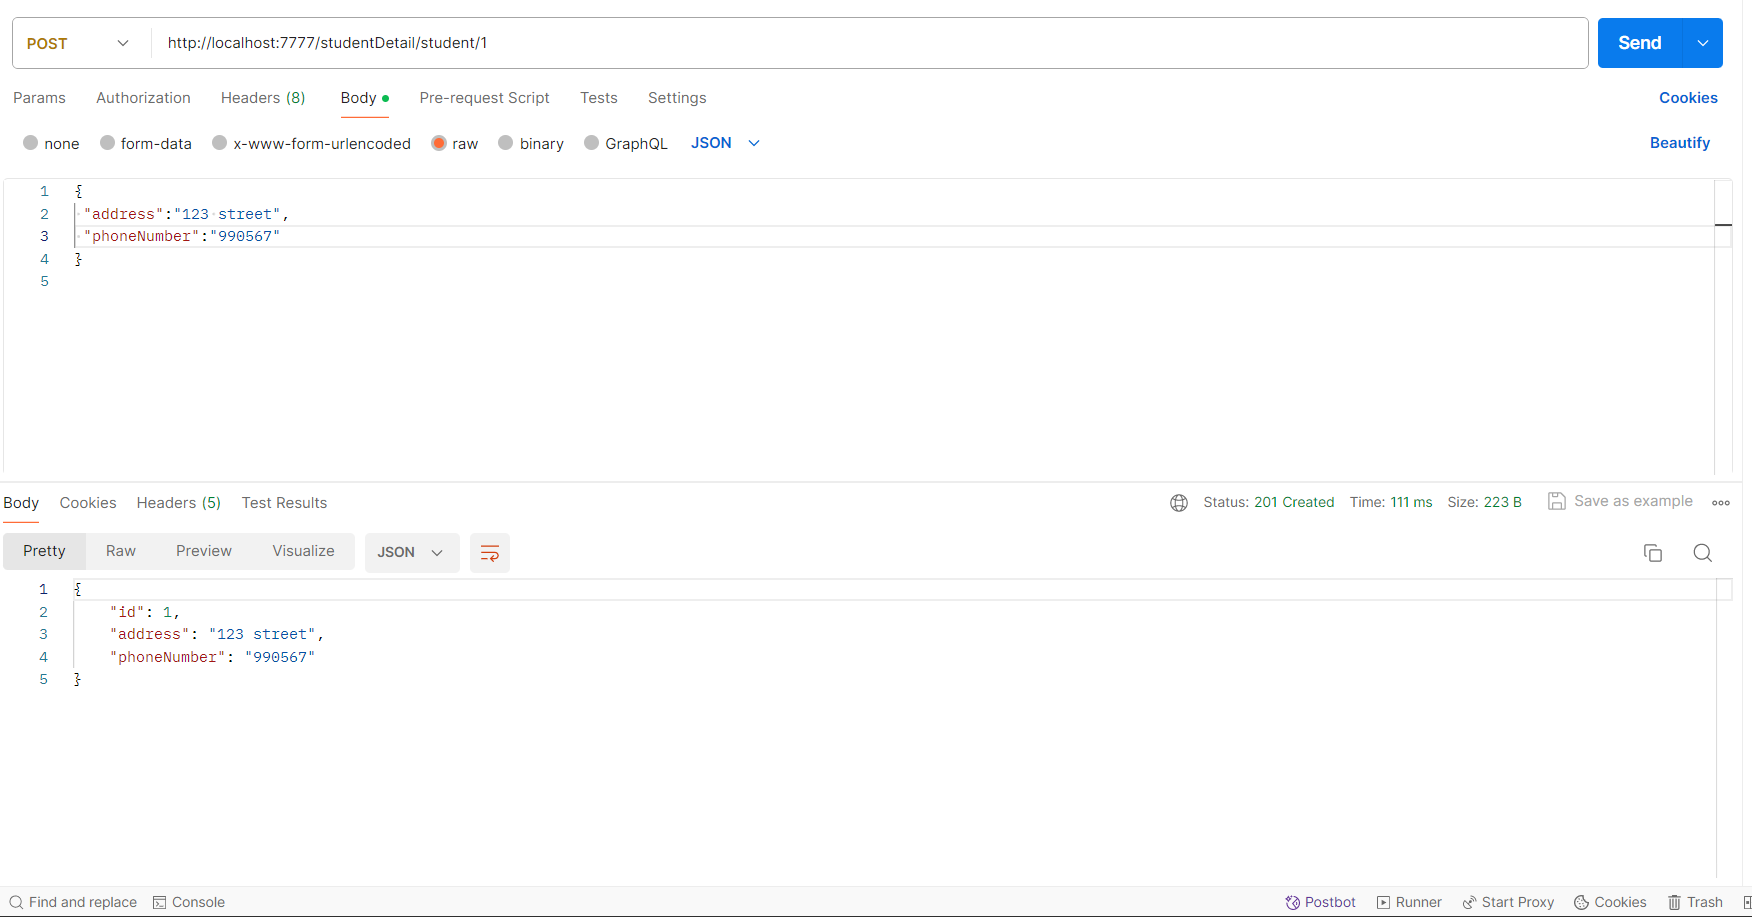 POST http://localhost:7777/studentDetail/student/1 Send
Params Authorization Headers (8) Body Pre-request Script Tests Settings Cookies
none form-data x-www-form-urlencoded raw binary GraphQL JSON Beautify
1 {
2 "address":"123 street",
3 "phoneNumber":"990567"
4 }
5
Body Cookies Headers (5) Test Results Status: 201 Created Time: 111 ms Size: 223 B Save as example
Pretty Raw Preview Visualize JSON
1 {
2 "id": 1,
3 "address": "123 street",
4 "phoneNumber": "990567"
5 }
Find and replace Console Postbot Runner Start Proxy Cookies Trash